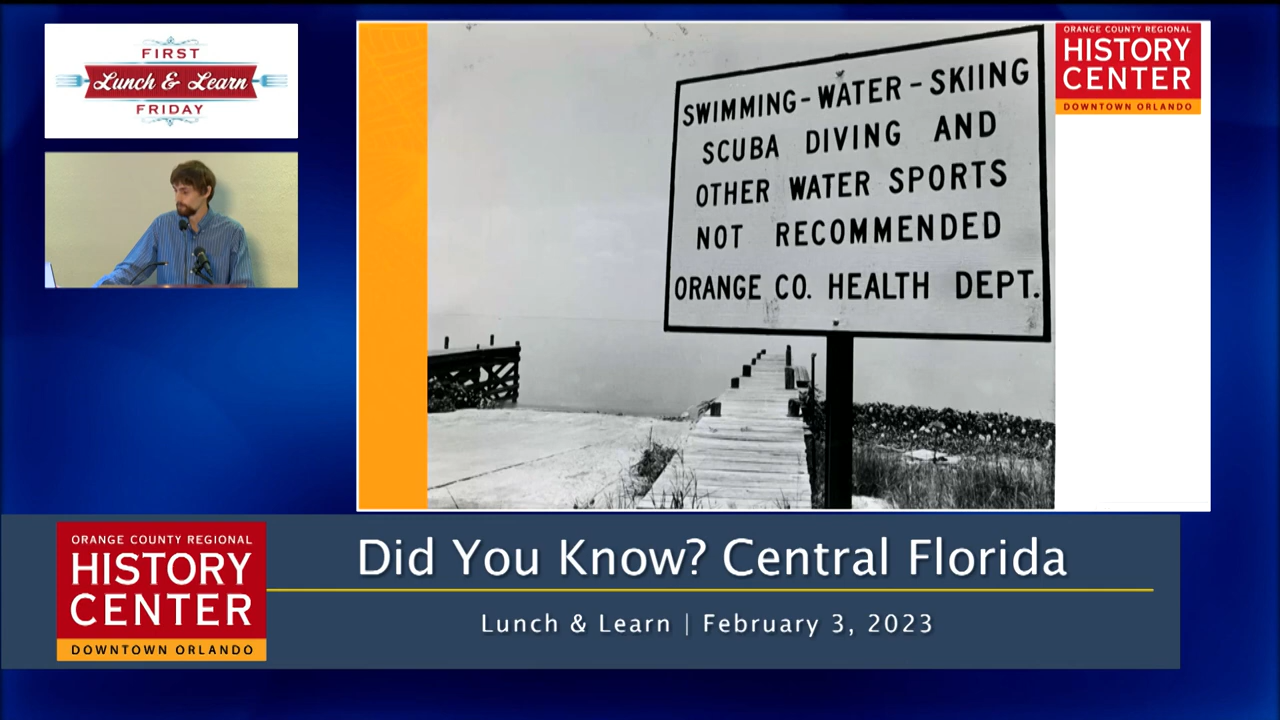 FIRST
Lunch & Learn
FRIDAY
SWIMMING-WATER-SKIING
SCUBA DIVING AND
OTHER WATER SPORTS
NOT RECOMMENDED
ORANGE CO. HEALTH DEPT.
ORANGE COUNTY REGIONAL
HISTORY
CENTER
DOWNTOWN ORLANDO
ORANGE COUNTY REGIONAL
HISTORY
CENTER
DOWNTOWN ORLANDO
Did You Know? Central Florida
Lunch & Learn | February 3, 2023